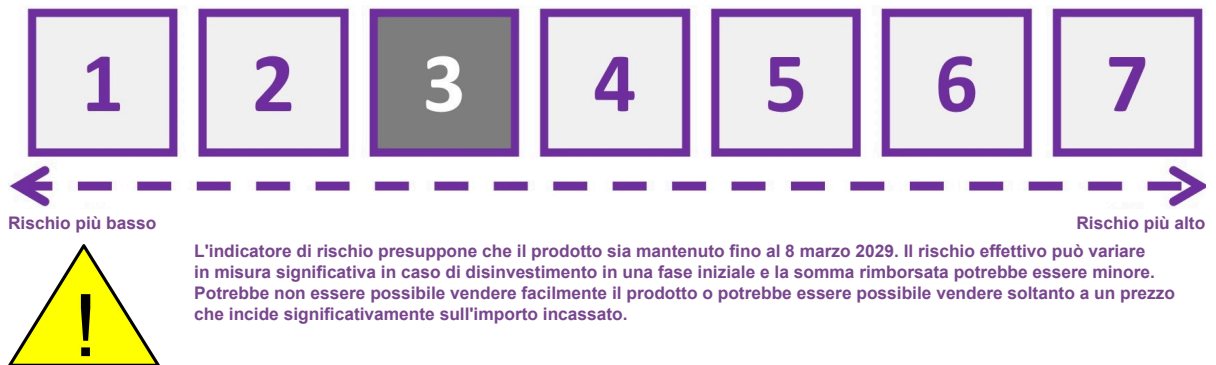 1 2 3 4 5 6 7
Rischio più basso Rischio più alto
L'indicatore di rischio presuppone che il prodotto sia mantenuto fino al 8 marzo 2029. Il rischio effettivo può variare
in misura significativa in caso di disinvestimento in una fase iniziale e la somma rimborsata potrebbe essere minore.
Potrebbe non essere possibile vendere facilmente il prodotto o potrebbe essere possibile vendere soltanto a un prezzo
che incide significativamente sull'importo incassato.
!